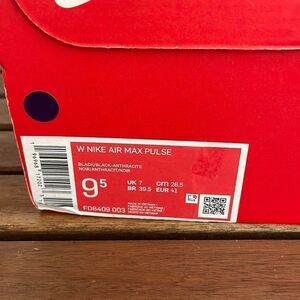 W NIKE AIR MAX PULSE
BLACK/BLACK-ANTHRACITE
NOIR/ANTHRACITE/NOIR
9.5
UK 7 cm 26.5
BR 39.5 EUR 41
FD6409 003